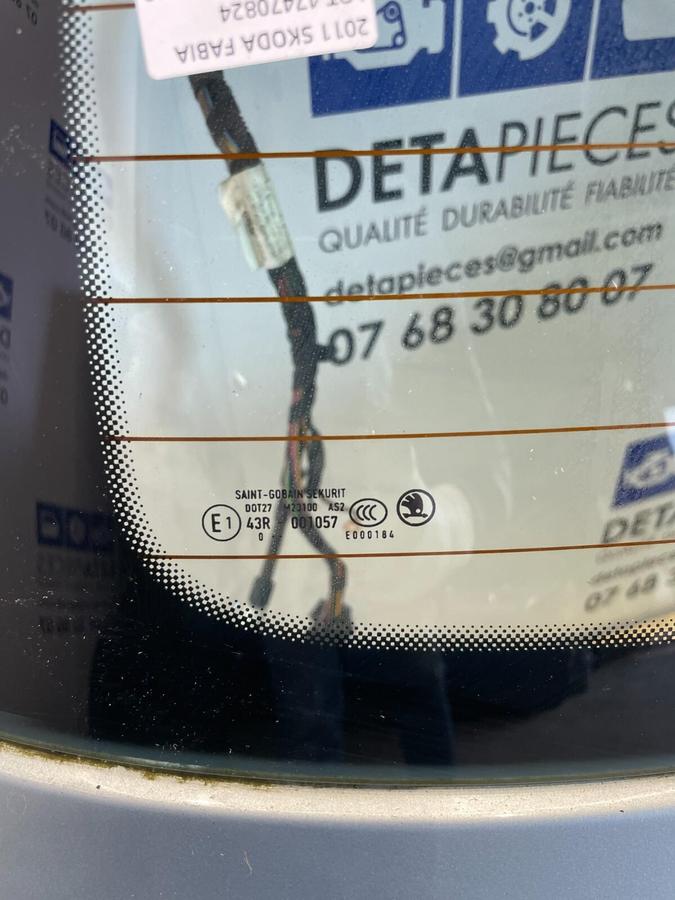 2011 SKODA FABIA
DETAPIECES
QUALITÉ DURABILITÉ FIABILITÉ
detapieces@gmail.com
07 68 30 80 07
SAINT-GOBAIN SEKURIT
DOT27 M23100 AS2
E1 43R 001057 CCC
0 E000184
DETA
07 68